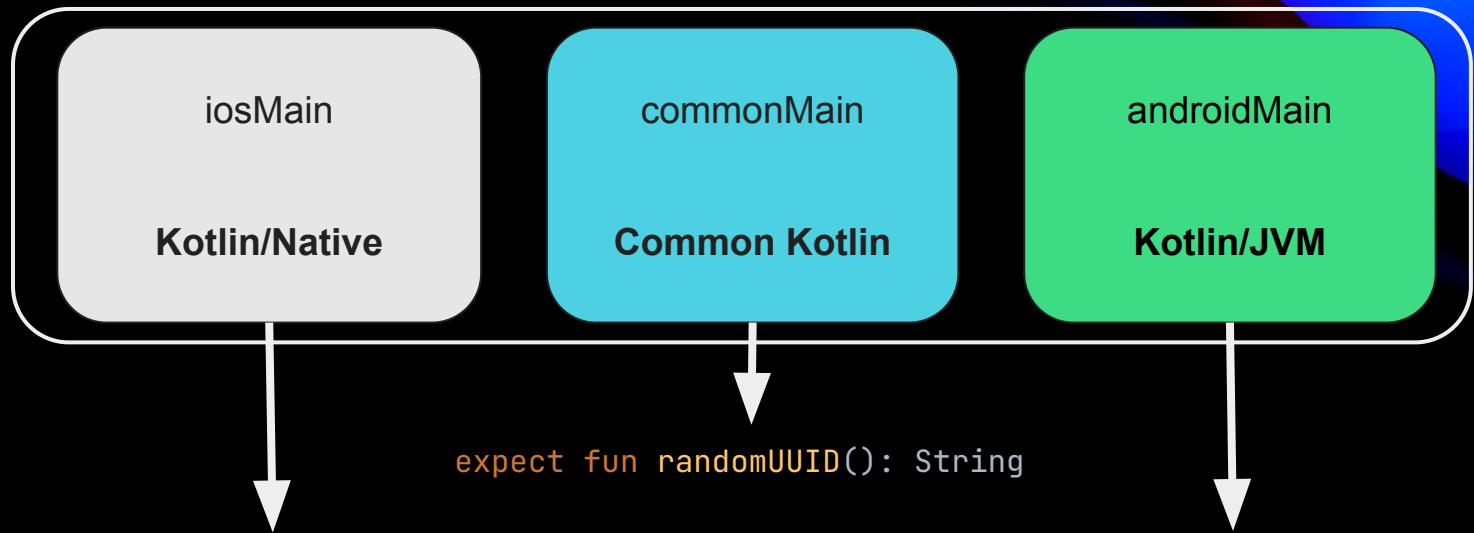 iosMain
Kotlin/Native
commonMain
Common Kotlin
androidMain
Kotlin/JVM
expect fun randomUUID(): String